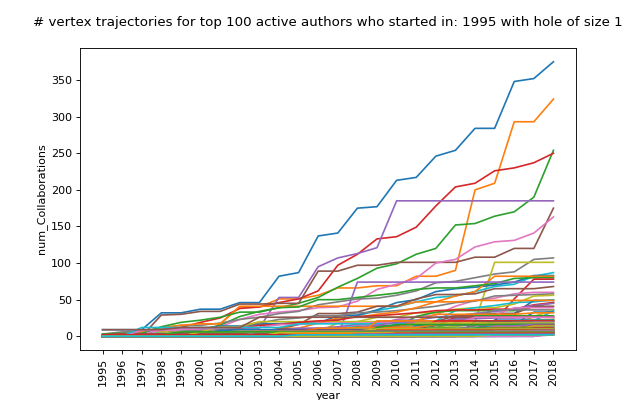 # vertex trajectories for top 100 active authors who started in: 1995 with hole of size 1
num_Collaborations
350
300
250
200
150
100
50
0
1995 1996 1997 1998 1999 2000 2001 2002 2003 2004 2005 2006 2007 2008 2009 2010 2011 2012 2013 2014 2015 2016 2017 2018
year